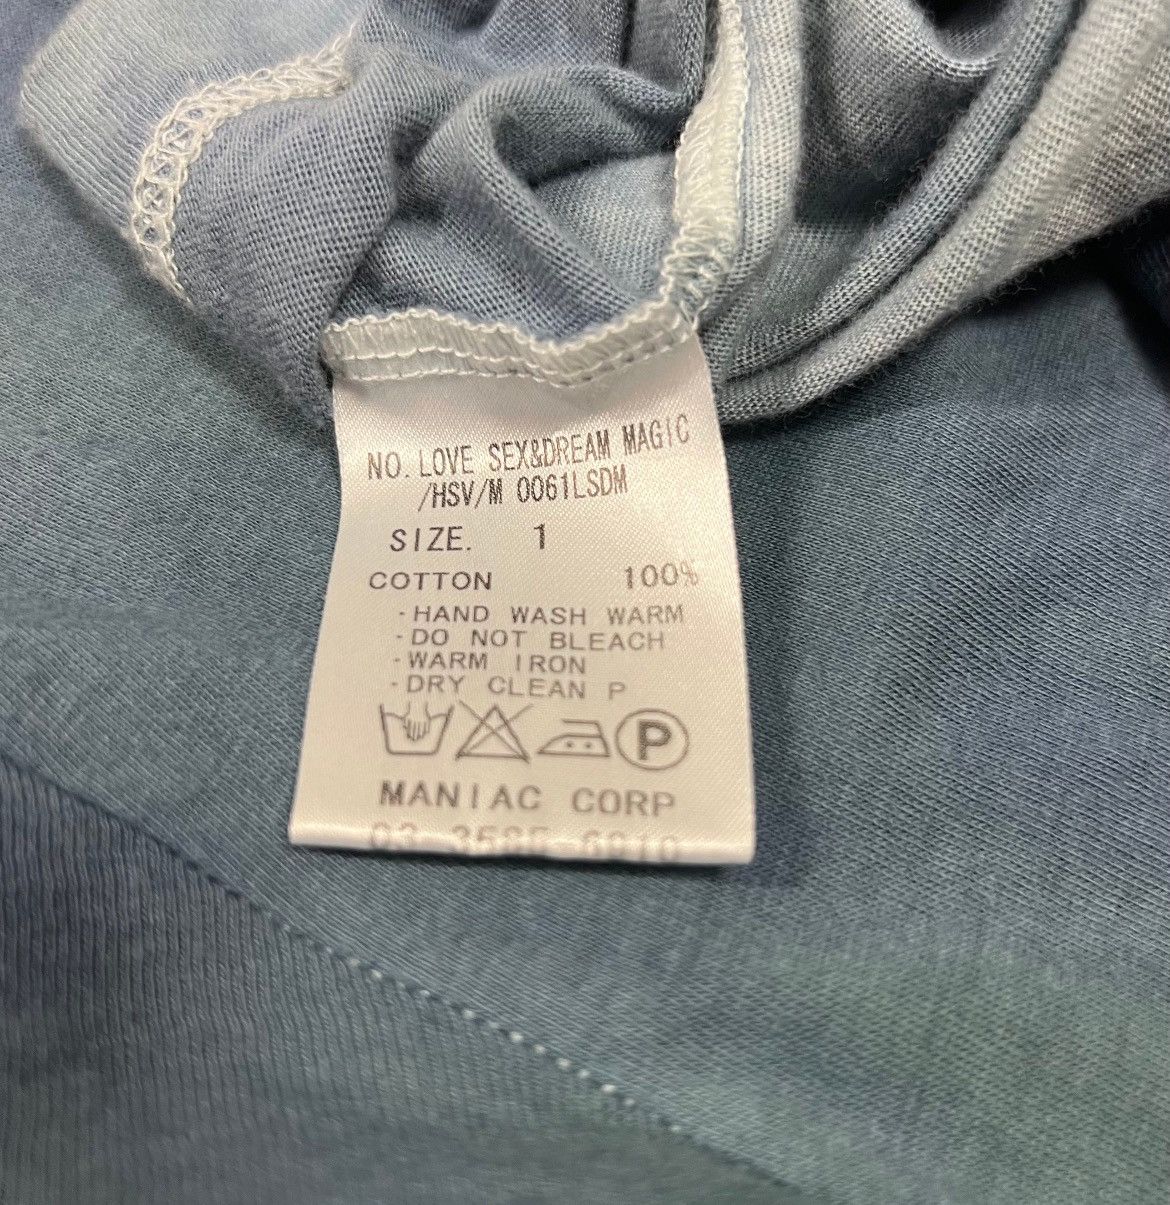 NO. LOVE SEX&DREAM MAGIC
/HSV/M 0061LSDM
SIZE. 1
COTTON 100%
-HAND WASH WARM
-DO NOT BLEACH
-WARM IRON
-DRY CLEAN P
P
MANIAC CORP